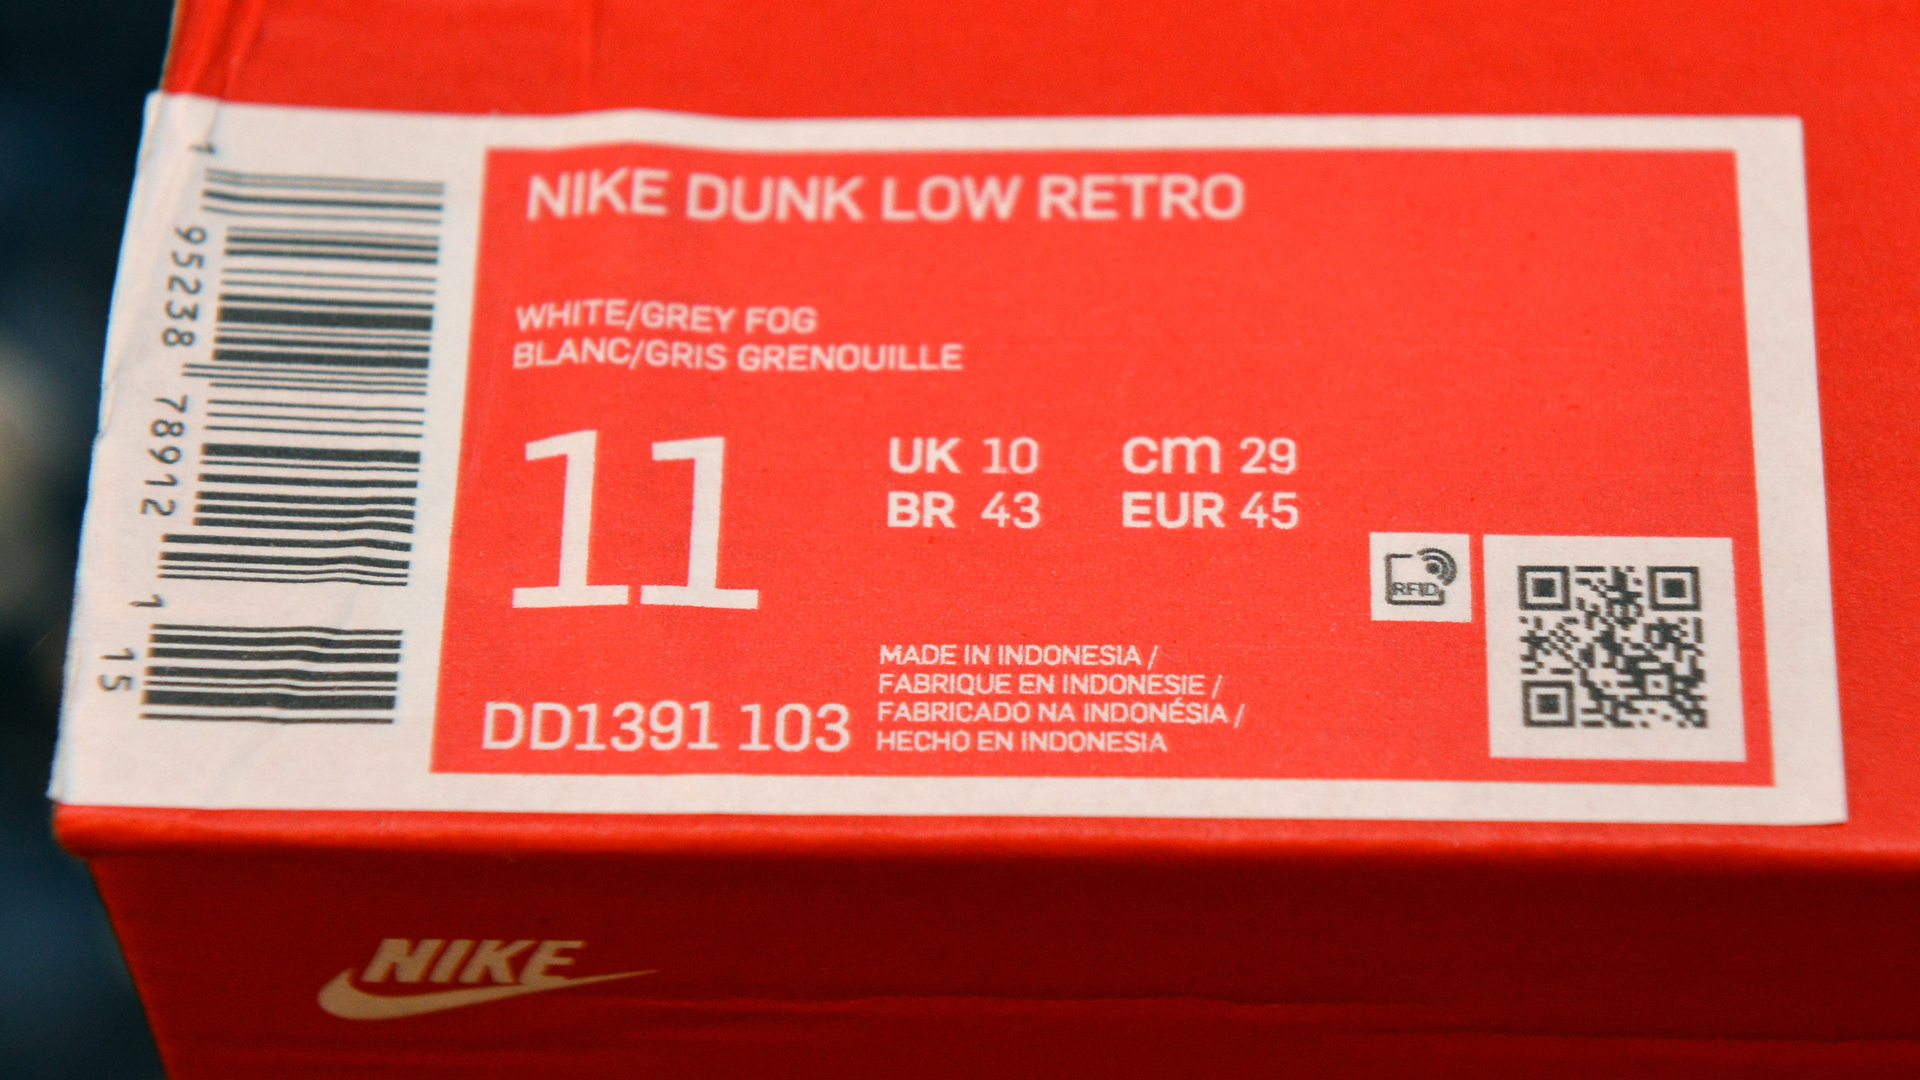 NIKE DUNK LOW RETRO
WHITE/GREY FOG
BLANC/GRIS GRENOUILLE
11
UK 10 cm 29
BR 43 EUR 45
RFID
MADE IN INDONESIA /
FABRIQUE EN INDONESIE /
FABRICADO NA INDONÉSIA /
HECHO EN INDONESIA
DD1391 103
1 95238 78912 1 15
NIKE